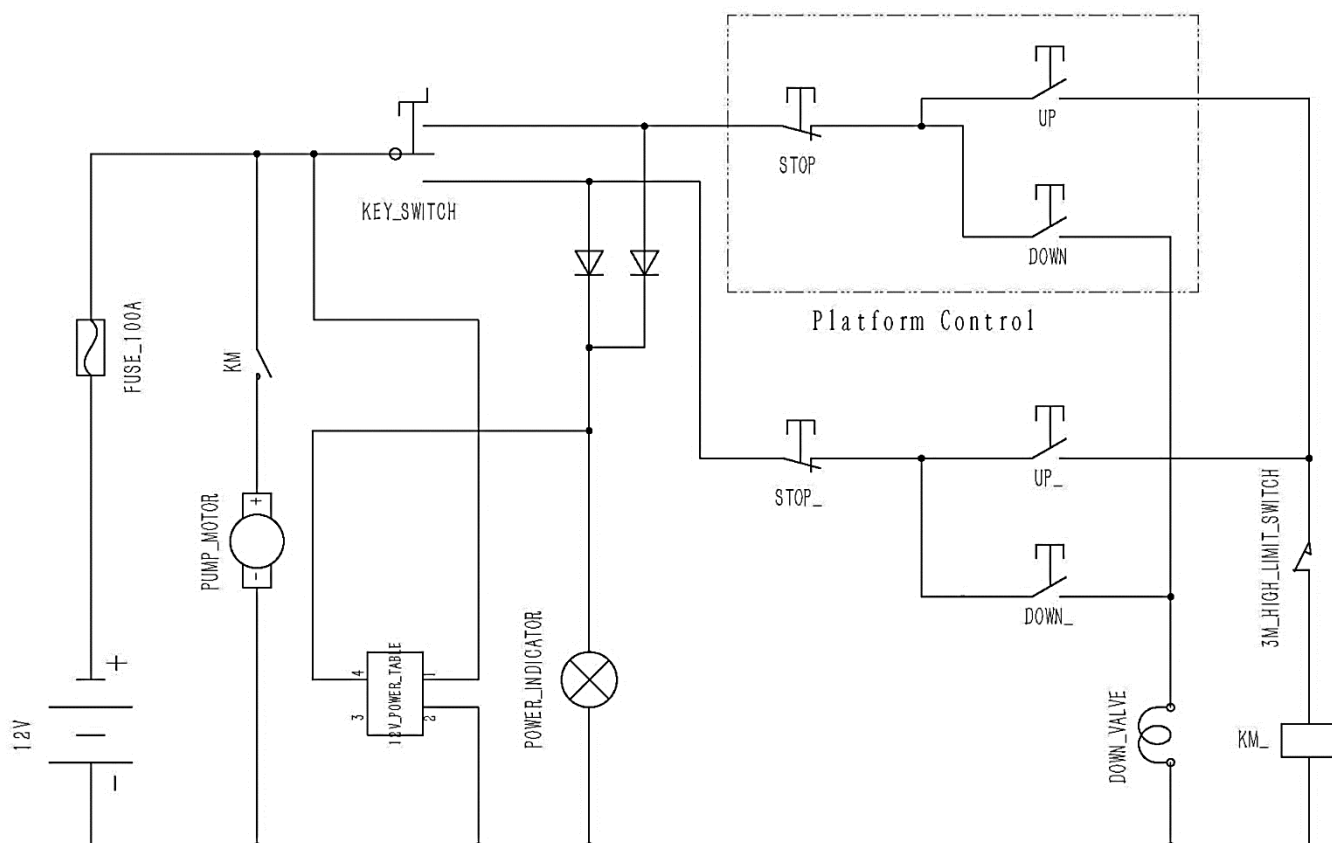 Platform Control
UP
STOP
DOWN
KEY_SWITCH
FUSE_100A
KM
PUMP_MOTOR
+
-
STOP_
UP_
DOWN_
3M_HIGH_LIMIT_SWITCH
12V
+
-
4
3
12V_POWER_TABLE
1
2
POWER_INDICATOR
DOWN_VALVE
KM_